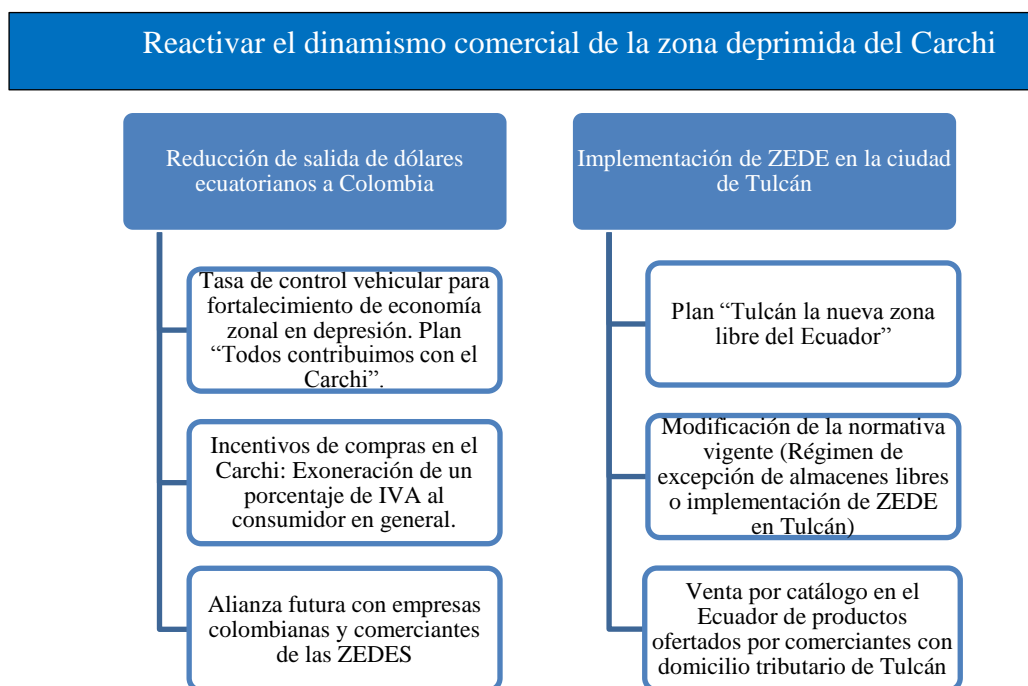 Reactivar el dinamismo comercial de la zona deprimida del Carchi
Reducción de salida de dólares
ecuatorianos a Colombia
Tasa de control vehicular para
fortalecimiento de economía
zonal en depresión. Plan
“Todos contribuimos con el
Carchi”.
Incentivos de compras en el
Carchi: Exoneración de un
porcentaje de IVA al
consumidor en general.
Alianza futura con empresas
colombianas y comerciantes
de las ZEDES
Implementación de ZEDE en la ciudad
de Tulcán
Plan “Tulcán la nueva zona
libre del Ecuador”
Modificación de la normativa
vigente (Régimen de
excepción de almacenes libres
o implementación de ZEDE
en Tulcán)
Venta por catálogo en el
Ecuador de productos
ofertados por comerciantes con
domicilio tributario de Tulcán